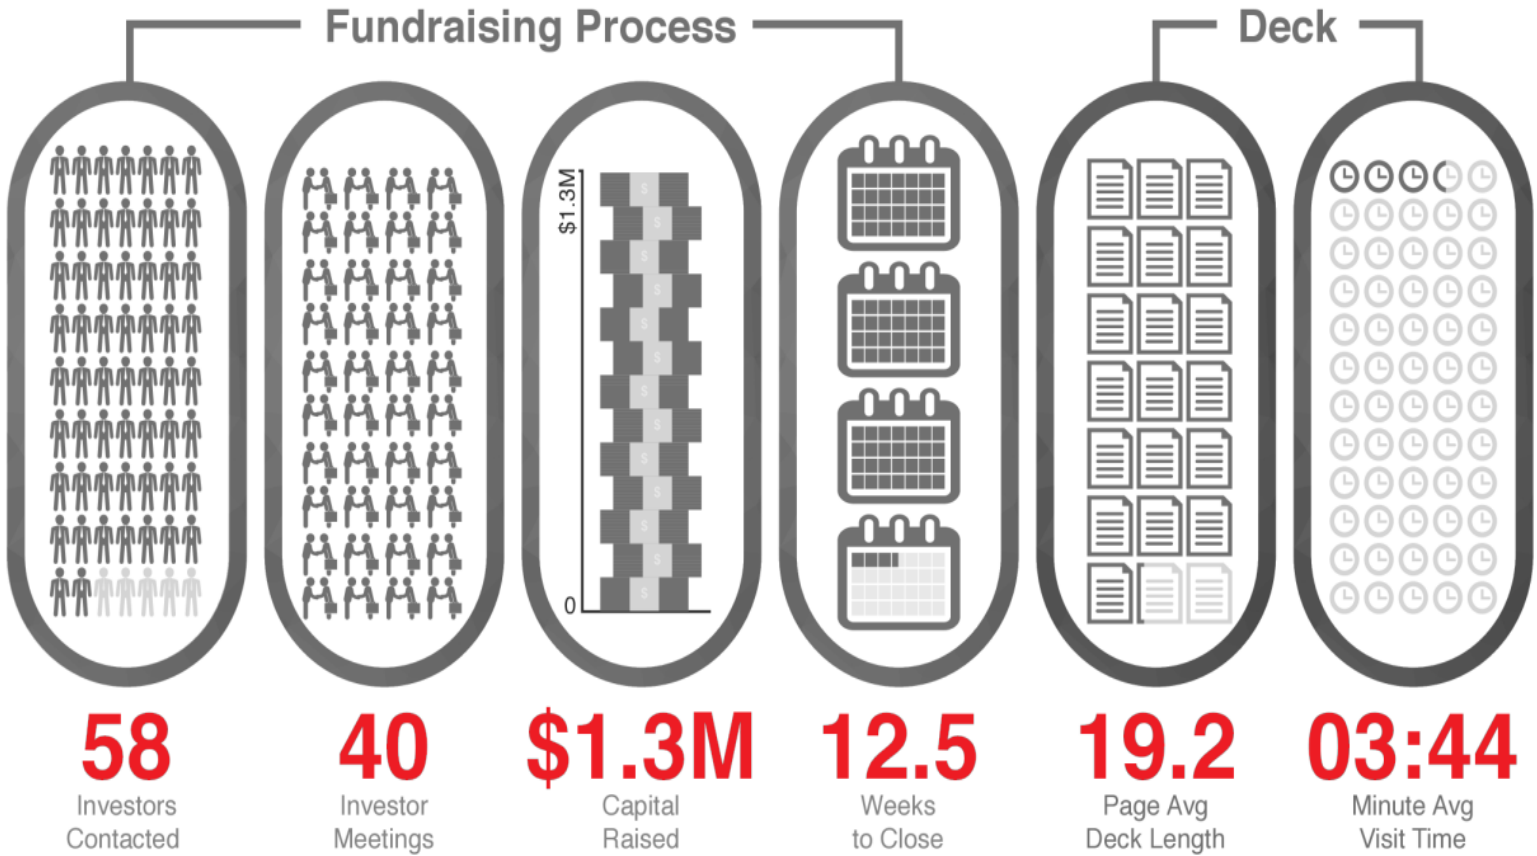 Fundraising Process
Deck
$1.3M
0
58
Investors
Contacted
40
Investor
Meetings
$1.3M
Capital
Raised
12.5
Weeks
to Close
19.2
Page Avg
Deck Length
03:44
Minute Avg
Visit Time